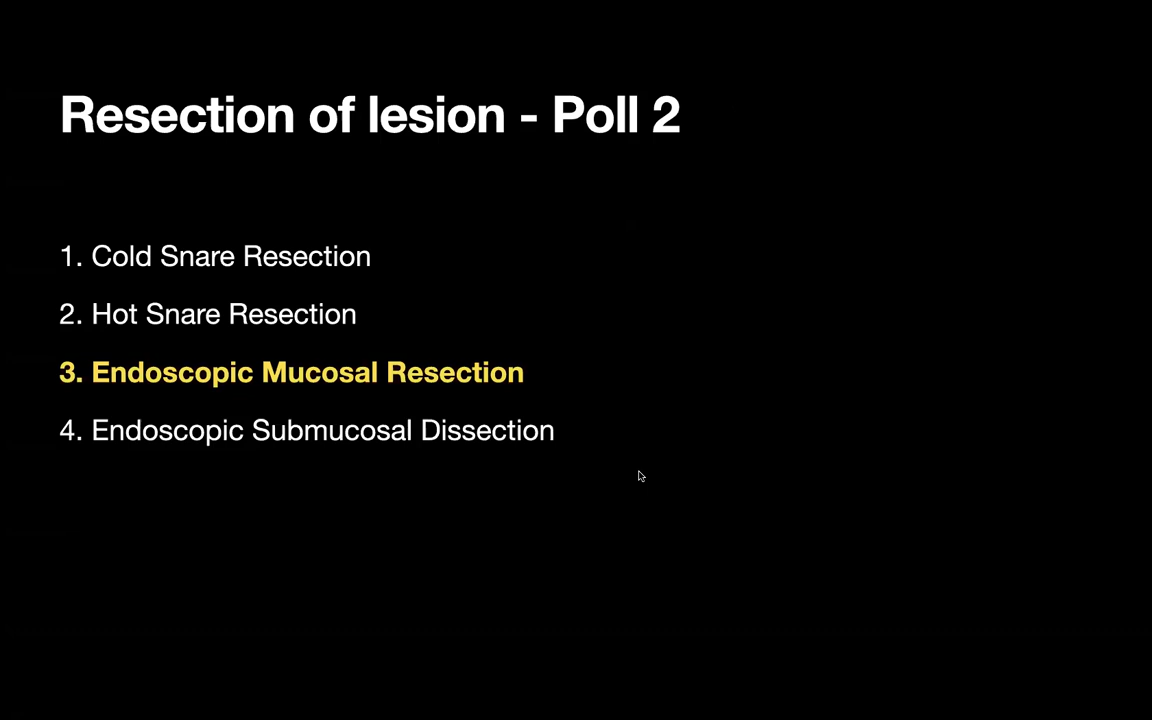 Resection of lesion - Poll 2
1. Cold Snare Resection
2. Hot Snare Resection
3. Endoscopic Mucosal Resection
4. Endoscopic Submucosal Dissection